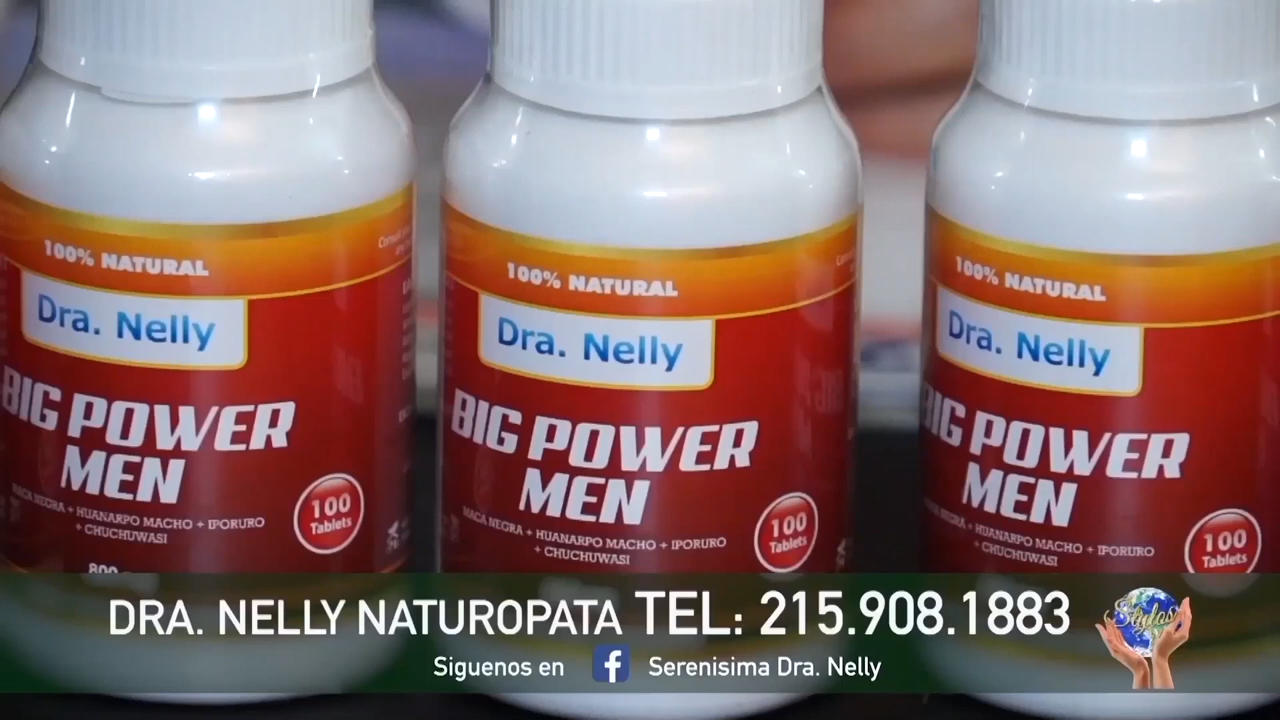 100% NATURAL
Dra. Nelly
BIG POWER
MEN
MACA NEGRA + HUANARPO MACHO + IPORURO
+ CHUCHUWASI
100
Tablets
100% NATURAL
Dra. Nelly
BIG POWER
MEN
MACA NEGRA + HUANARPO MACHO + IPORURO
+ CHUCHUWASI
100
Tablets
100% NATURAL
Dra. Nelly
BIG POWER
MEN
NEGRA + HUANARPO MACHO + IPORURO
+ CHUCHUWASI
100
Tablets
800
DRA. NELLY NATUROPATA TEL: 215.908.1883
Siguenos en f Serenisima Dra. Nelly